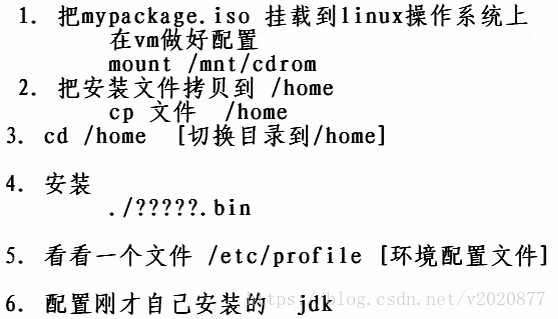 1. 把mypackage.iso 挂载到linux操作系统上
在vm做好配置
mount /mnt/cdrom
2. 把安装文件拷贝到 /home
cp 文件 /home
3. cd /home [切换目录到/home]
4. 安装
./?????.bin
5. 看看一个文件 /etc/profile [环境配置文件]
6. 配置刚才自己安装的 jdk
https://blog.csdn.net/v2020877